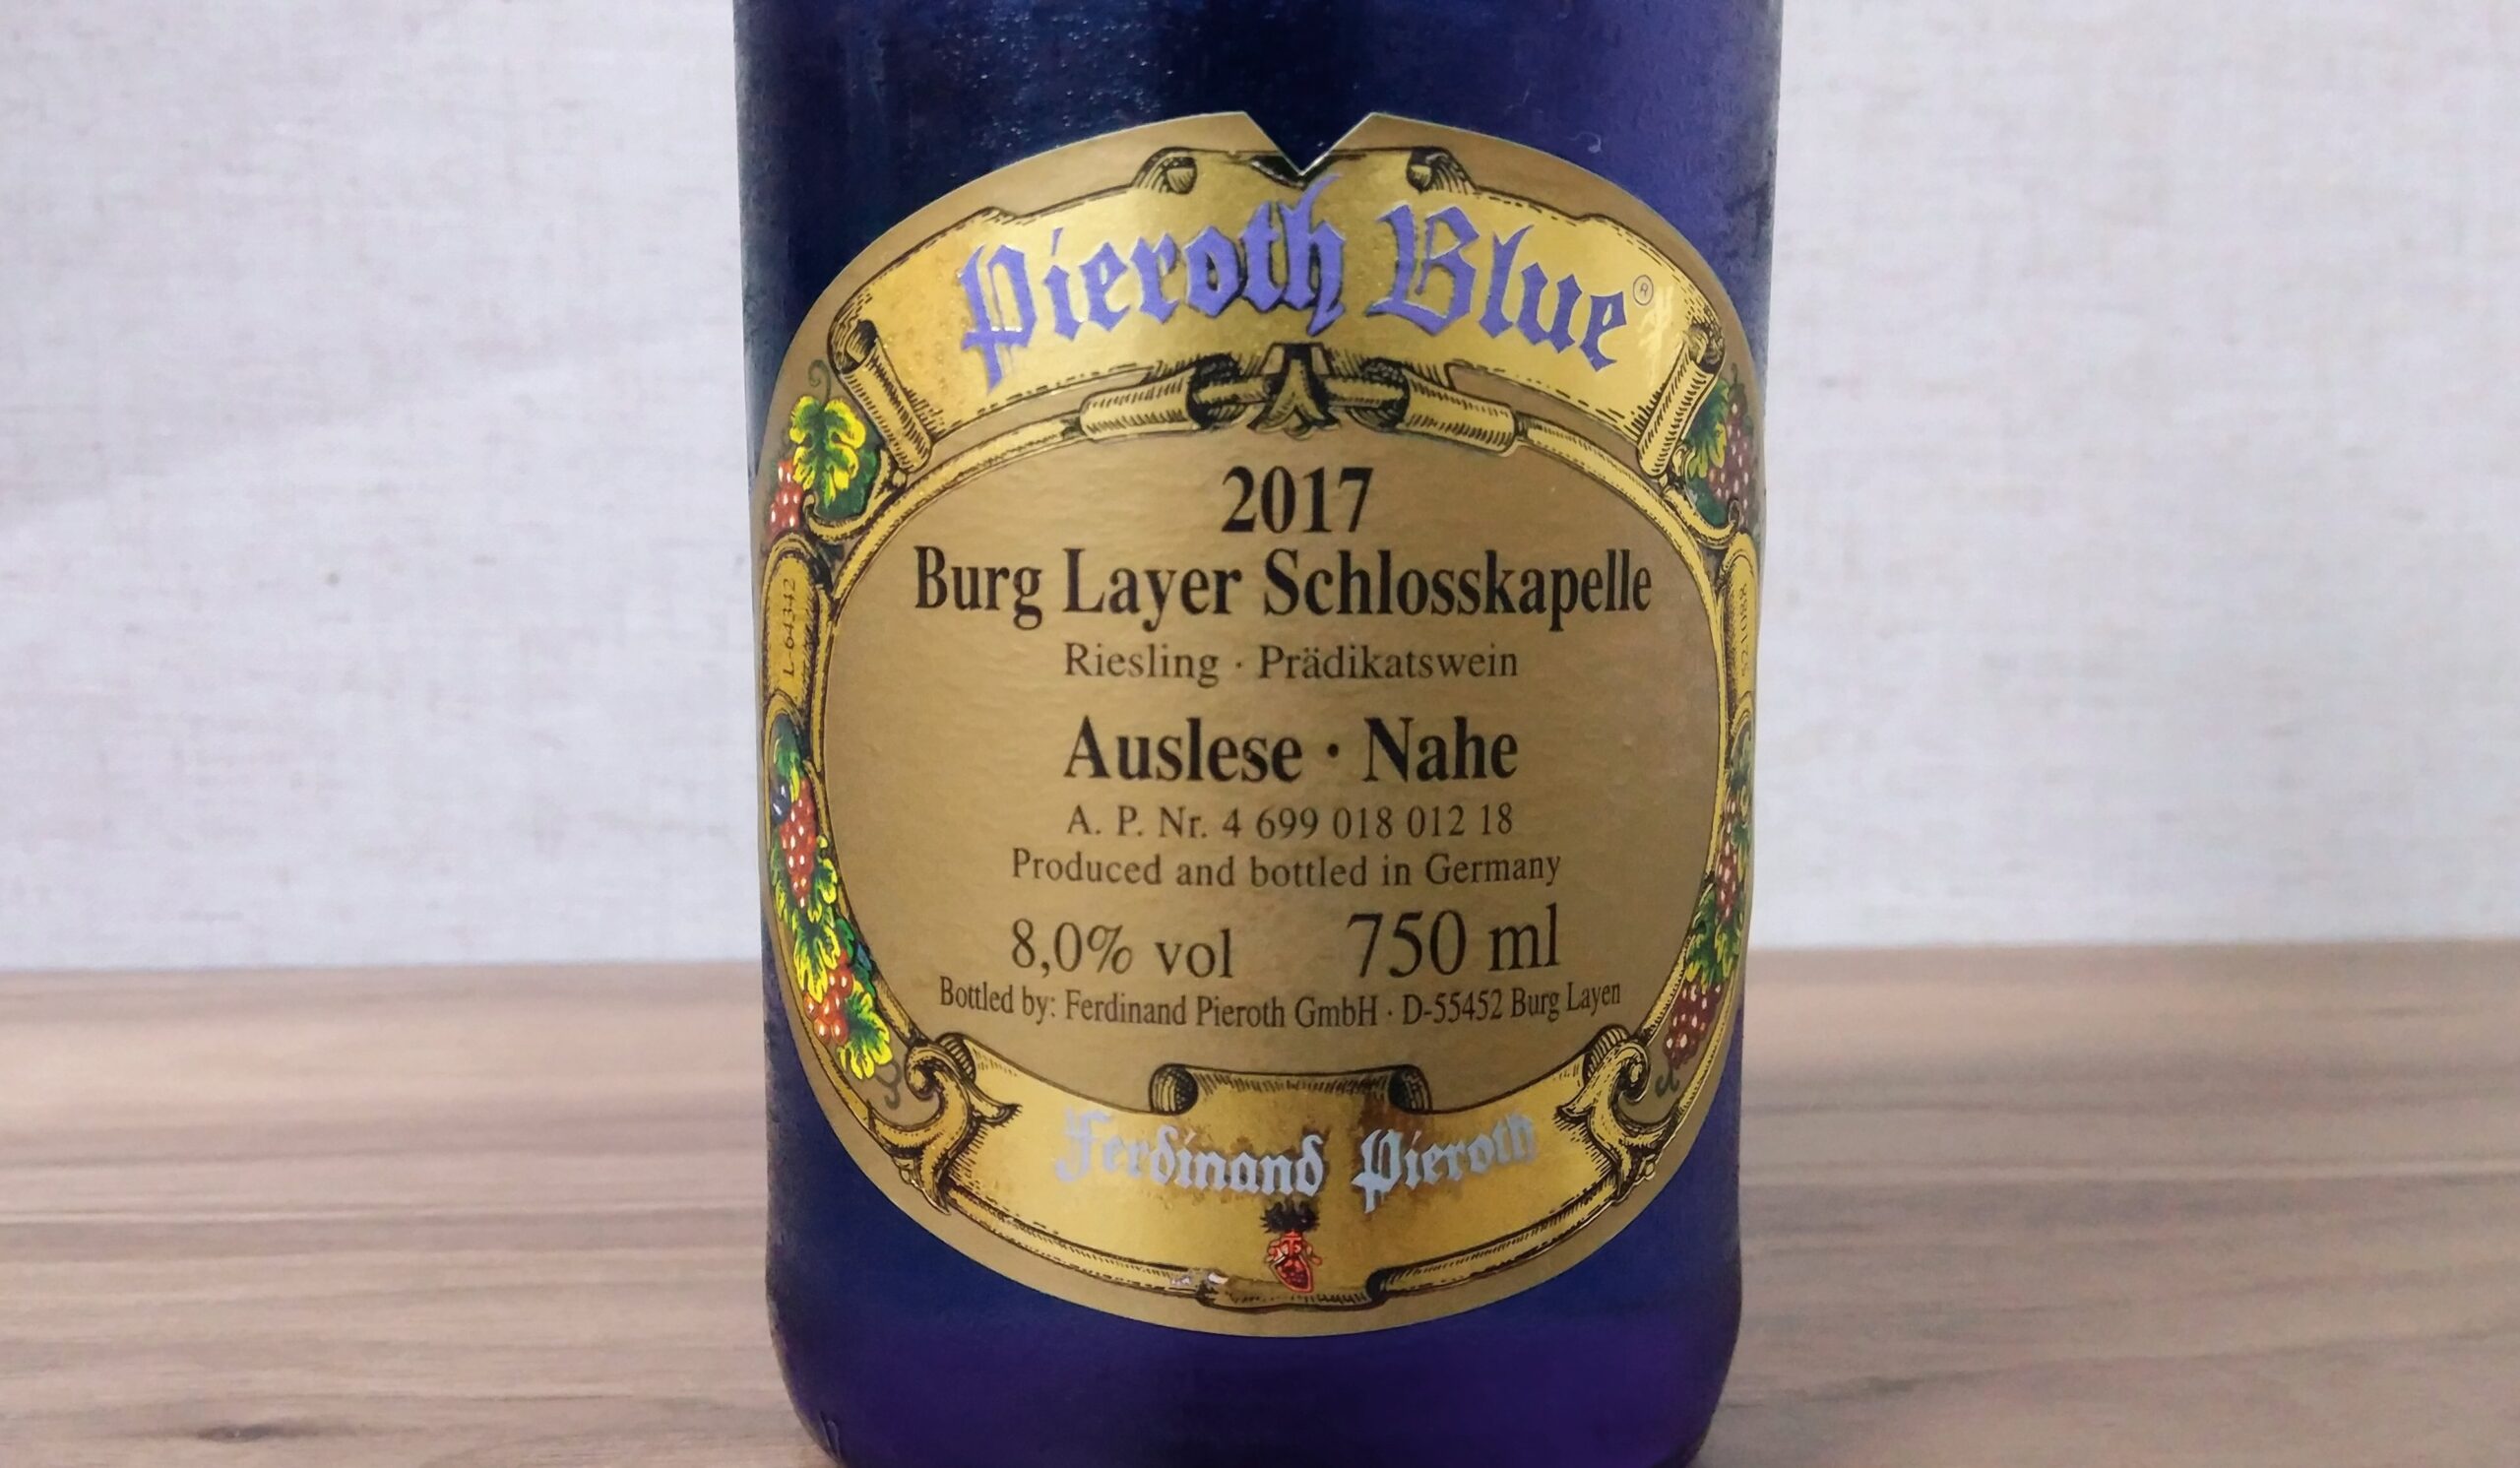 Pieroth Blue®
2017
Burg Layer Schlosskapelle
Riesling · Prädikatswein
Auslese · Nahe
A. P. Nr. 4 699 018 012 18
Produced and bottled in Germany
8,0% vol 750 ml
Bottled by: Ferdinand Pieroth GmbH · D-55452 Burg Layen
Ferdinand Pieroth
L-64342